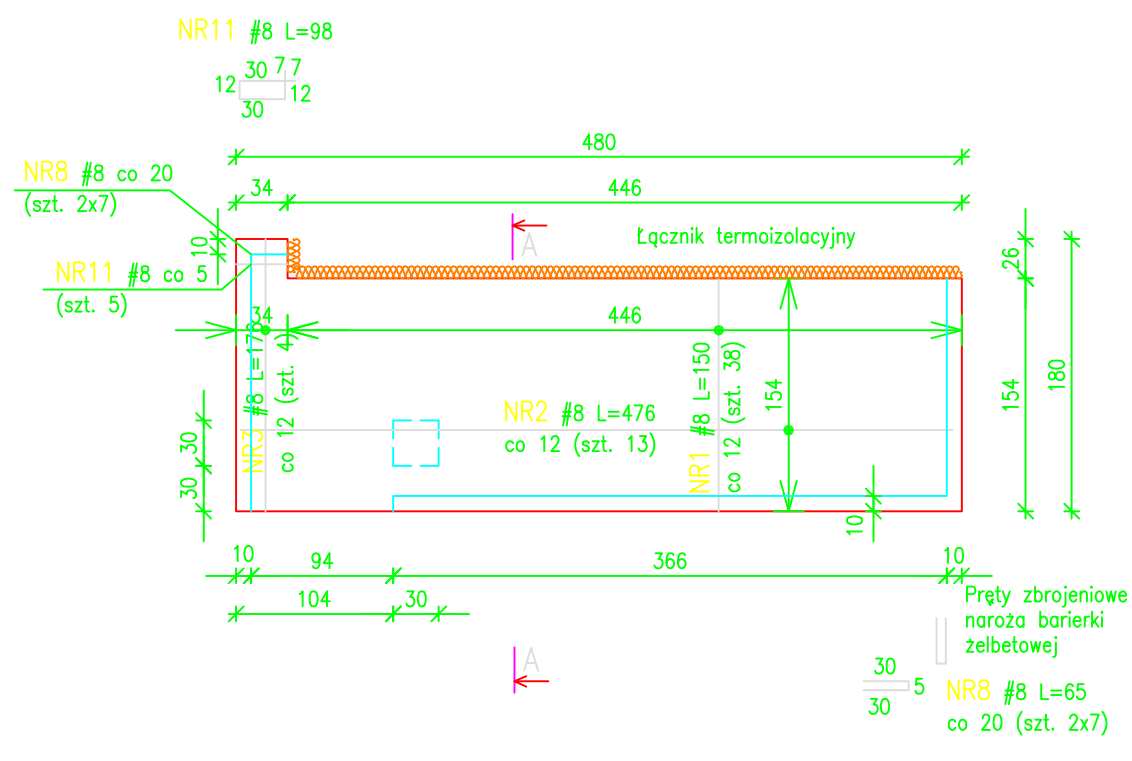 NR11 #8 L=98
30 7 7
12
12
30
480
NR8 #8 co 20
(szt. 2x7)
34
446
10
A
Łącznik termoizolacyjny
26
NR11 #8 co 5
(szt. 5)
34
446
NR3 #8 L=176
co 12 (szt. 4)
NR1 #8 L=150
co 12 (szt. 38)
154
154
180
NR2 #8 L=476
co 12 (szt. 13)
30
30
10
10
94
366
10
104
30
Pręty zbrojeniowe
naroża barierki
żelbetowej
A
30
5
30
NR8 #8 L=65
co 20 (szt. 2x7)